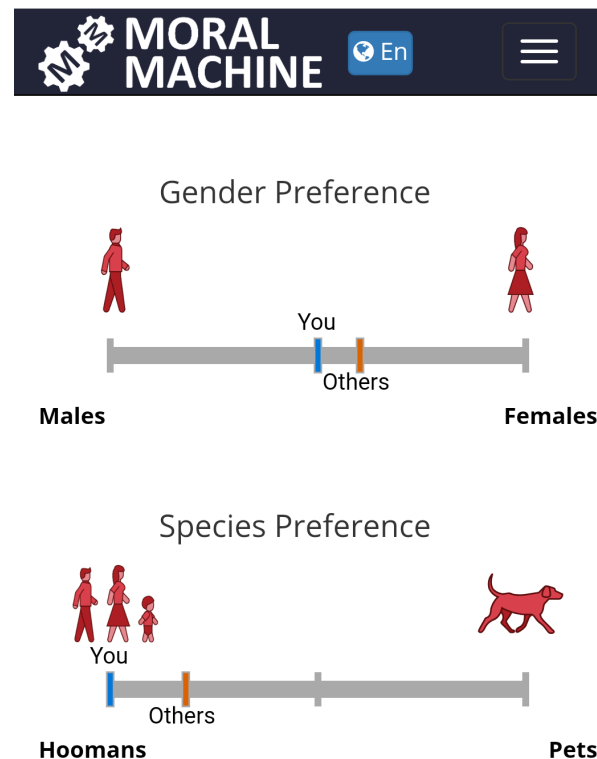 MORAL
MACHINE
En
Gender Preference
You
Others
Males
Females
Species Preference
You
Others
Hoomans
Pets